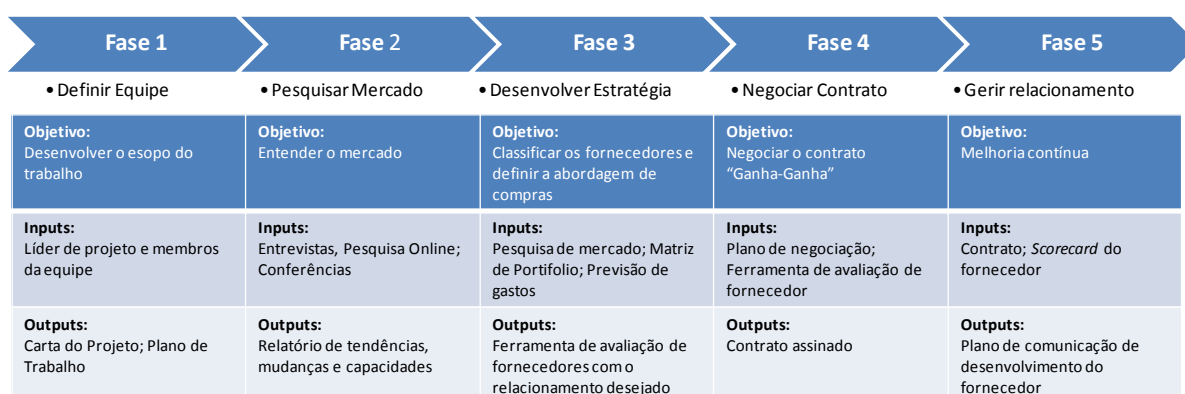 Fase 1
Fase 2
Fase 3
Fase 4
Fase 5
• Definir Equipe
• Pesquisar Mercado
• Desenvolver Estratégia
• Negociar Contrato
• Gerir relacionamento
Objetivo:
Desenvolver o esopo do
trabalho
Objetivo:
Entender o mercado
Objetivo:
Classificar os fornecedores e
definir a abordagem de
compras
Objetivo:
Negociar o contrato
“Ganha-Ganha”
Objetivo:
Melhoria contínua
Inputs:
Líder de projeto e membros
da equipe
Inputs:
Entrevistas, Pesquisa Online;
Conferências
Inputs:
Pesquisa de mercado; Matriz
de Portifolio; Previsão de
gastos
Inputs:
Plano de negociação;
Ferramenta de avaliação de
fornecedor
Inputs:
Contrato; Scorecard do
fornecedor
Outputs:
Carta do Projeto; Plano de
Trabalho
Outputs:
Relatório de tendências,
mudanças e capacidades
Outputs:
Ferramenta de avaliação de
fornecedores com o
relacionamento desejado
Outputs:
Contrato assinado
Outputs:
Plano de comunicação de
desenvolvimento do
fornecedor